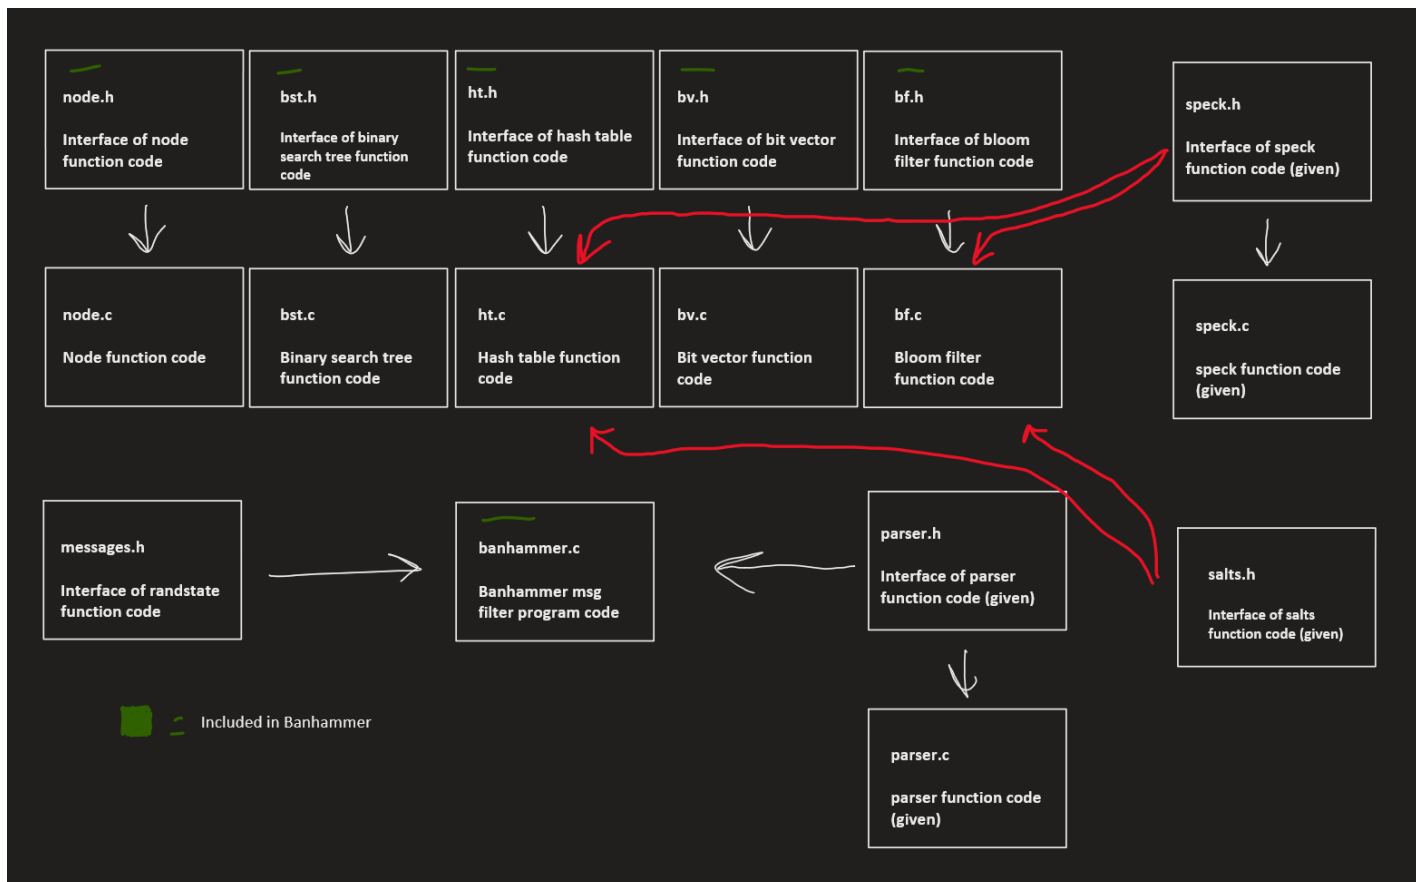 node.h
Interface of node
function code
bst.h
Interface of binary
search tree function
code
ht.h
Interface of hash table
function code
bv.h
Interface of bit vector
function code
bf.h
Interface of bloom
filter function code
speck.h
Interface of speck
function code (given)
node.c
Node function code
bst.c
Binary search tree
function code
ht.c
Hash table function
code
bv.c
Bit vector function
code
bf.c
Bloom filter
function code
speck.c
speck function code
(given)
messages.h
Interface of randstate
function code
banhammer.c
Banhammer msg
filter program code
parser.h
Interface of parser
function code (given)
salts.h
Interface of salts
function code (given)
Included in Banhammer
parser.c
parser function code
(given)